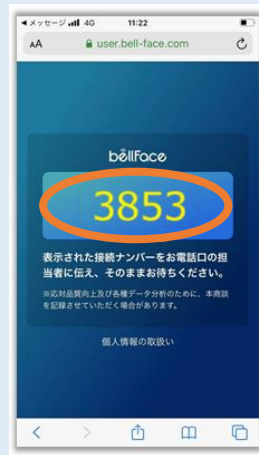 メッセージ 4G 11:22
AA user.bell-face.com
bellFace
3853
表示された接続ナンバーをお電話口の担
当者に伝え、そのままお待ちください。
※応対品質向上及び各種データ分析のために、本商談
を記録させていただく場合があります。
個人情報の取扱い